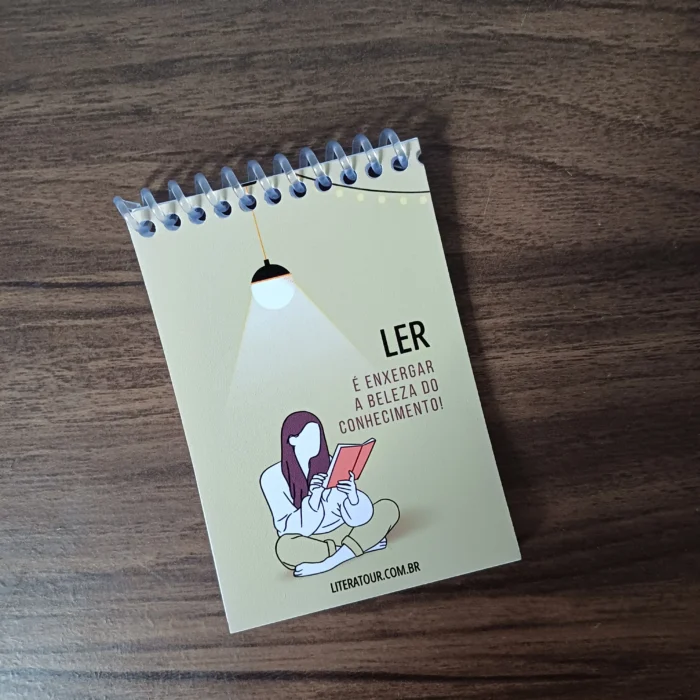 LER
É ENXERGAR
A BELEZA DO
CONHECIMENTO!
LITERATOUR.COM.BR